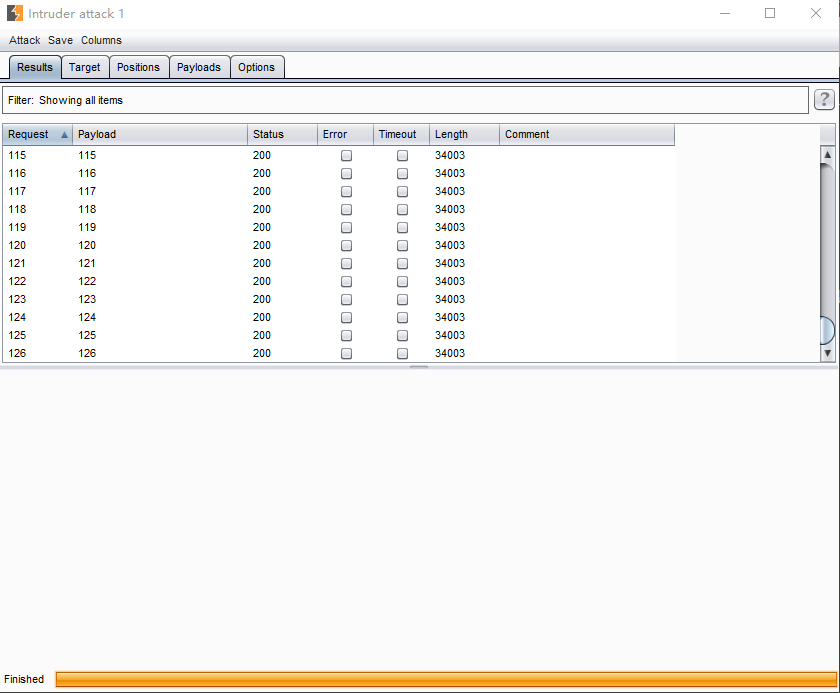 Intruder attack 1
Attack Save Columns
Results Target Positions Payloads Options
Filter: Showing all items ?
Request Payload Status Error Timeout Length Comment
115 115 200 34003
116 116 200 34003
117 117 200 34003
118 118 200 34003
119 119 200 34003
120 120 200 34003
121 121 200 34003
122 122 200 34003
123 123 200 34003
124 124 200 34003
125 125 200 34003
126 126 200 34003
Finished